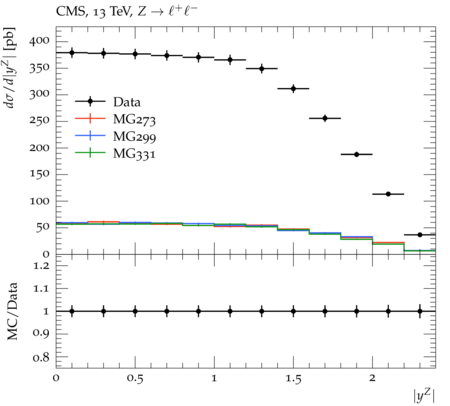 CMS, 13 TeV, Z → ℓ⁺ℓ⁻
dσ/d|y^Z| [pb]
400
350
300
250
200
150
100
50
0
Data
MG273
MG299
MG331
MC/Data
1.2
1.1
1
0.9
0.8
0 0.5 1 1.5 2
|y^Z|